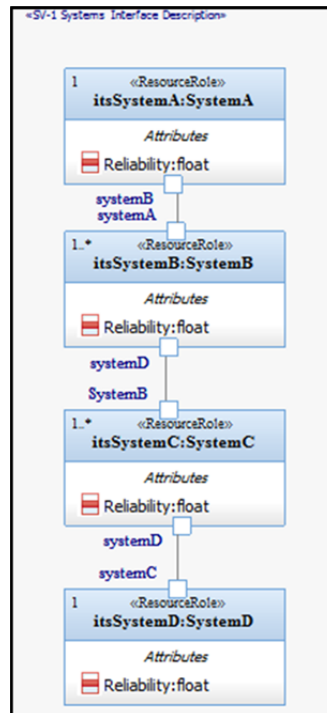 «SV-1 Systems Interface Description»
1 «ResourceRole»
itsSystemA:SystemA
Attributes
Reliability:float
systemB
systemA
1..* «ResourceRole»
itsSystemB:SystemB
Attributes
Reliability:float
systemD
SystemB
1..* «ResourceRole»
itsSystemC:SystemC
Attributes
Reliability:float
systemD
systemC
1 «ResourceRole»
itsSystemD:SystemD
Attributes
Reliability:float